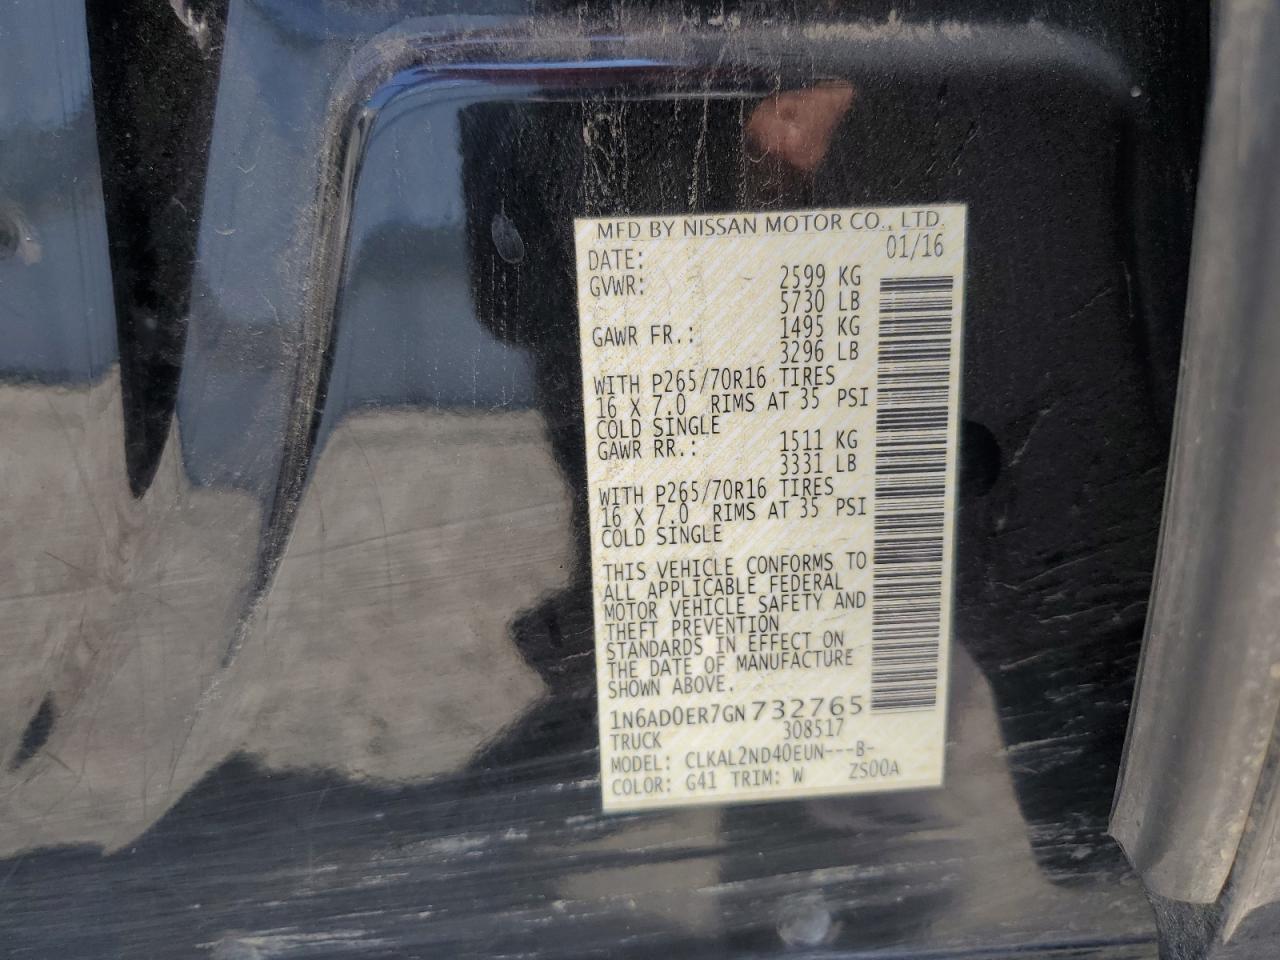 MFD BY NISSAN MOTOR CO., LTD.
DATE: 01/16
GVWR: 2599 KG
5730 LB
GAWR FR.: 1495 KG
3296 LB
WITH P265/70R16 TIRES
16 X 7.0 RIMS AT 35 PSI
COLD SINGLE
GAWR RR.: 1511 KG
3331 LB
WITH P265/70R16 TIRES
16 X 7.0 RIMS AT 35 PSI
COLD SINGLE
THIS VEHICLE CONFORMS TO
ALL APPLICABLE FEDERAL
MOTOR VEHICLE SAFETY AND
THEFT PREVENTION
STANDARDS IN EFFECT ON
THE DATE OF MANUFACTURE
SHOWN ABOVE.
1N6AD0ER7GN732765
TRUCK 308517
MODEL: CLKAL2ND40EUN---B-
COLOR: G41 TRIM: W ZS00A